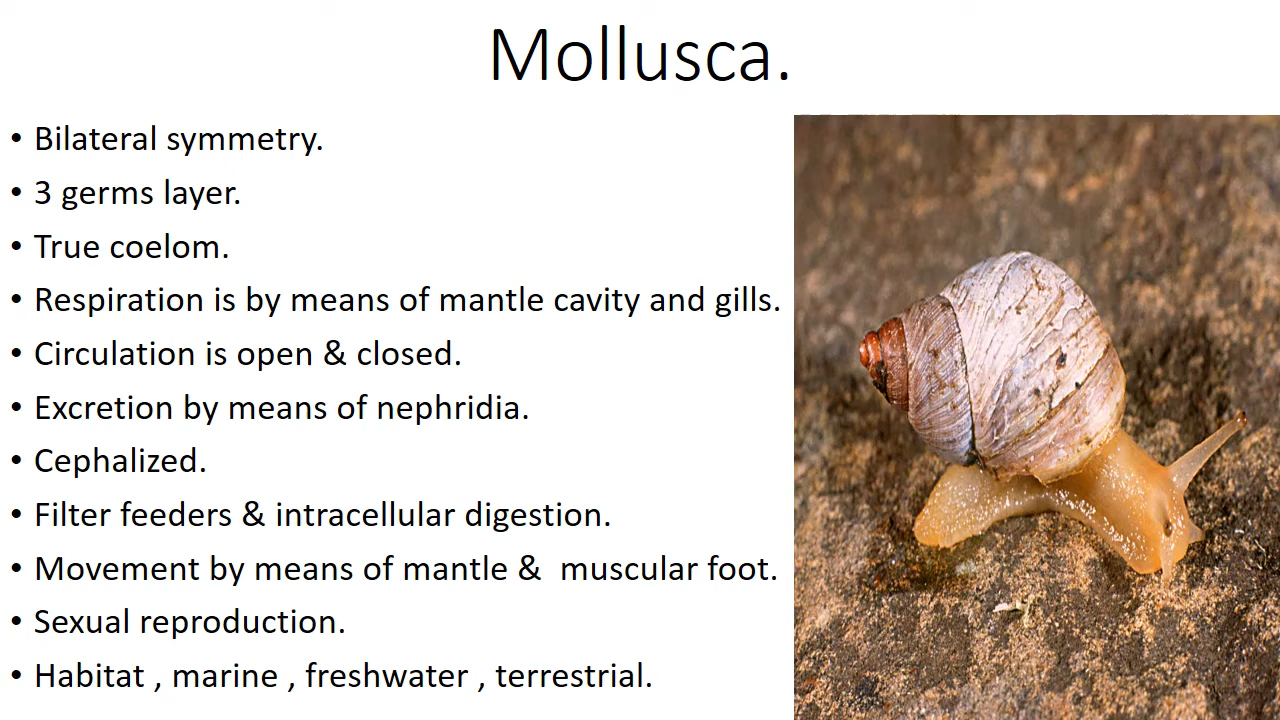 Mollusca.
• Bilateral symmetry.
• 3 germs layer.
• True coelom.
• Respiration is by means of mantle cavity and gills.
• Circulation is open & closed.
• Excretion by means of nephridia.
• Cephalized.
• Filter feeders & intracellular digestion.
• Movement by means of mantle &  muscular foot.
• Sexual reproduction.
• Habitat , marine , freshwater , terrestrial.